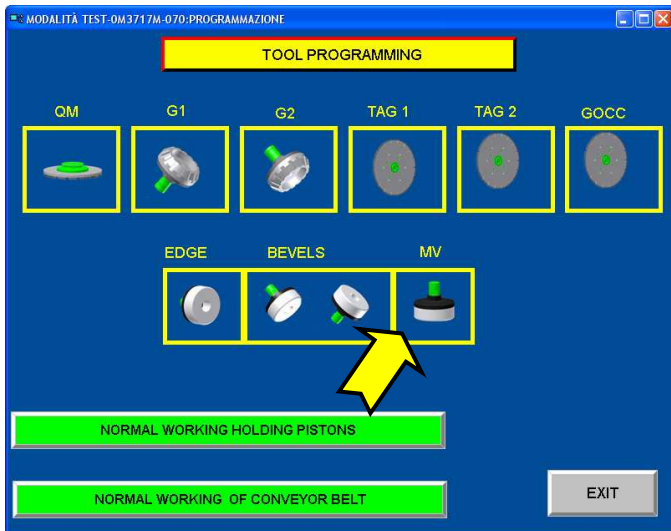 MODALITÀ TEST-0M3717M-070:PROGRAMMAZIONE
TOOL PROGRAMMING
QM G1 G2 TAG 1 TAG 2 GOCC
EDGE BEVELS MV
NORMAL WORKING HOLDING PISTONS
NORMAL WORKING OF CONVEYOR BELT
EXIT